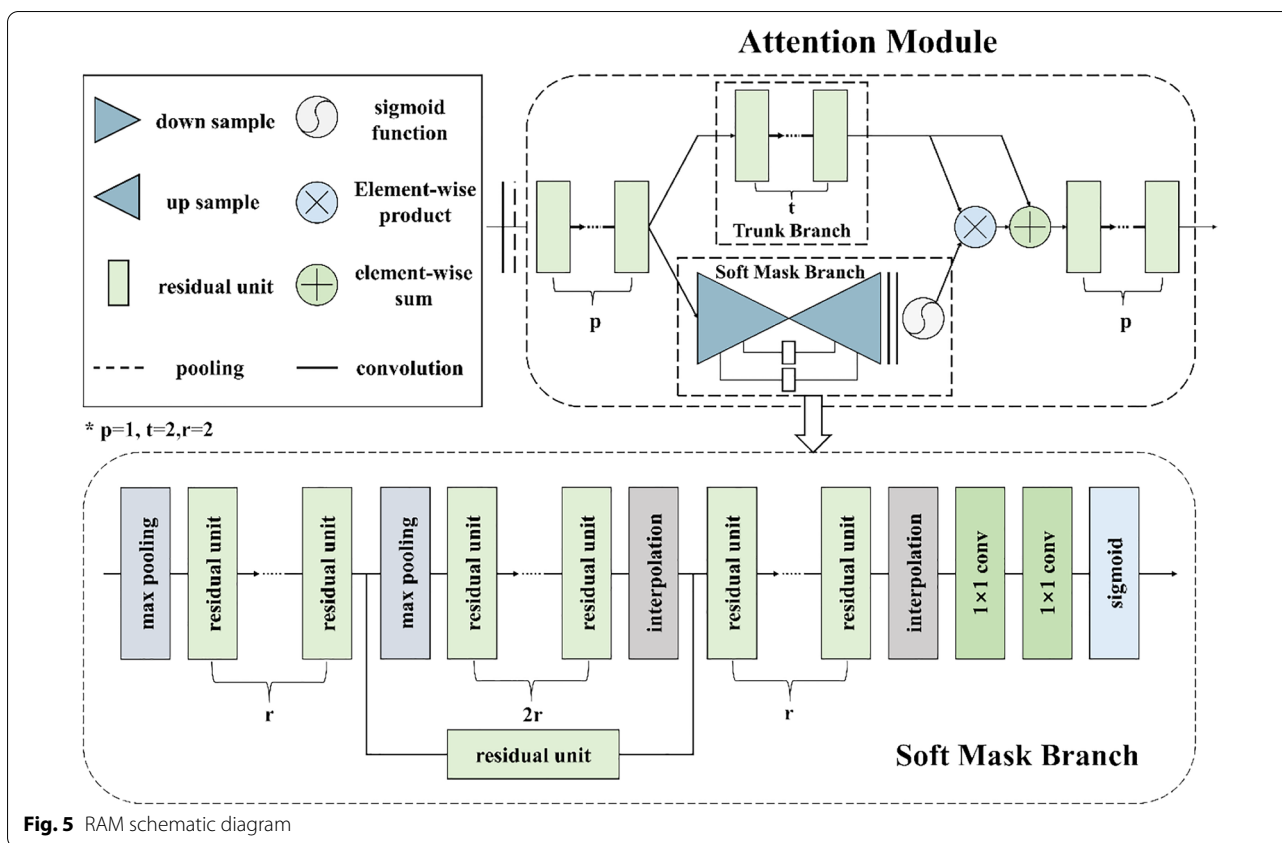 Attention Module
down sample
sigmoid
function
up sample
Element-wise
product
residual unit
element-wise
sum
pooling
convolution
* p=1, t=2,r=2
t
Trunk Branch
Soft Mask Branch
p
p
max pooling
residual unit
residual unit
max pooling
residual unit
residual unit
interpolation
residual unit
residual unit
interpolation
1×1 conv
1×1 conv
sigmoid
r
2r
r
residual unit
Soft Mask Branch
Fig. 5 RAM schematic diagram